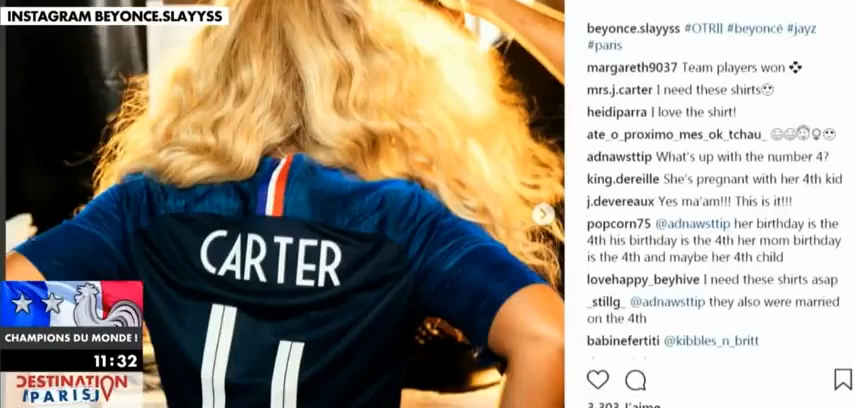 INSTAGRAM BEYONCE.SLAYYSS
CARTER
4
CHAMPIONS DU MONDE !
11:32
DESTINATION
PARIS
beyonce.slayyss #OTRII #beyoncé #jayz
#paris
margareth9037 Team players won
mrs.j.carter I need these shirts
heidiparra I love the shirt!
ate_o_proximo_mes_ok_tchau_
adnawsttip What's up with the number 4?
king.dereille She's pregnant with her 4th kid
j.devereaux Yes ma'am!!! This is it!!!
popcorn75 @adnawsttip her birthday is the
4th his birthday is the 4th her mom birthday
is the 4th and maybe her 4th child
lovehappy_beyhive I need these shirts asap
_stillg_ @adnawsttip they also were married
on the 4th
babinefertiti @kibbles_n_britt
3 303 J'aime